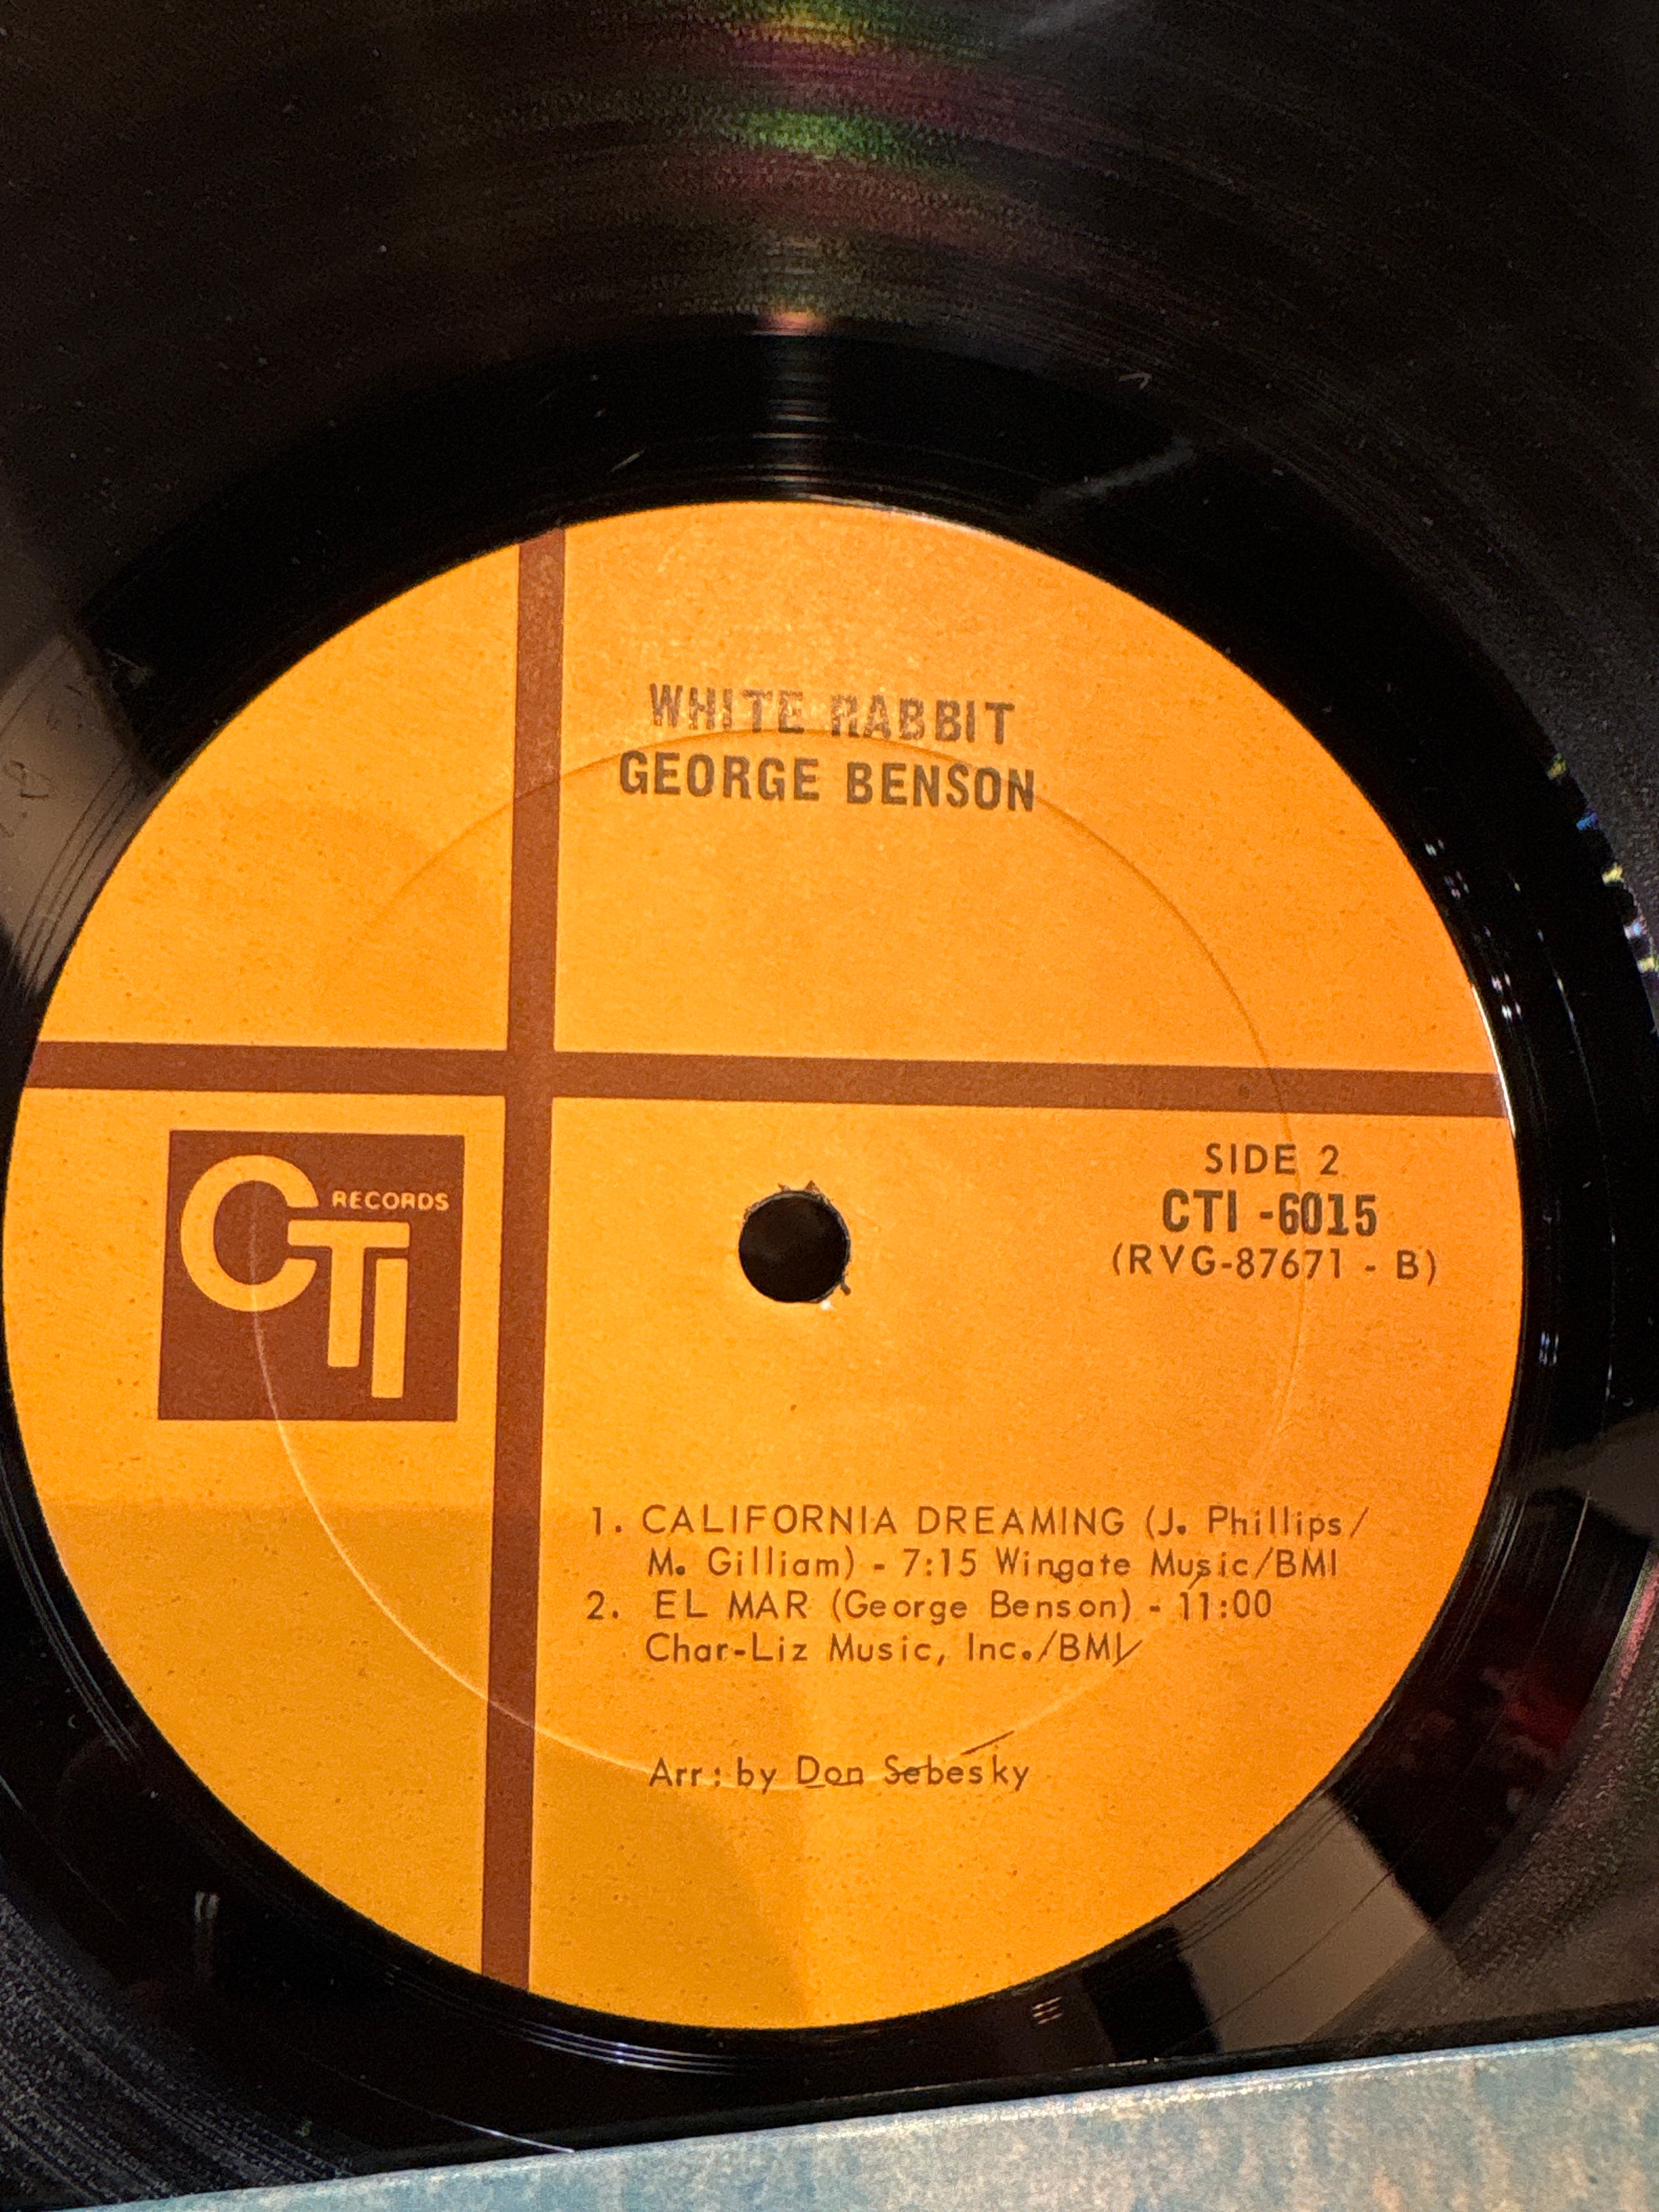 WHITE RABBIT
GEORGE BENSON
CTI RECORDS
SIDE 2
CTI -6015
(RVG-87671 - B)
1. CALIFORNIA DREAMING (J. Phillips/
M. Gilliam) - 7:15 Wingate Music/BMI
2. EL MAR (George Benson) - 11:00
Char-Liz Music, Inc./BMI
Arr: by Don Sebesky